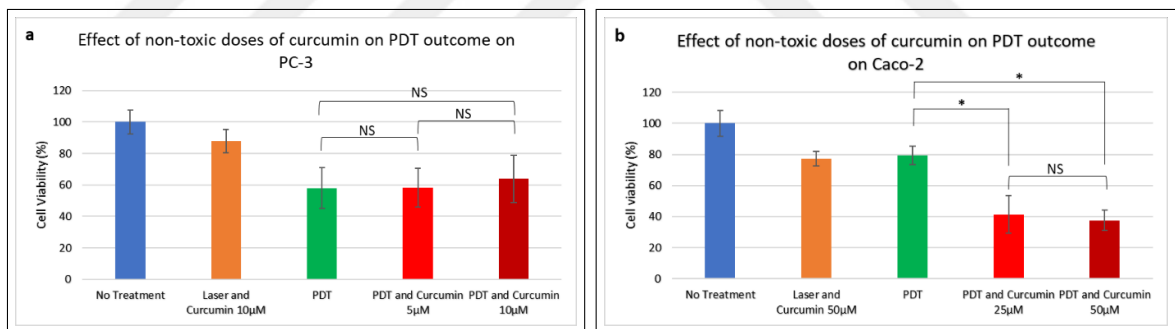 a
Effect of non-toxic doses of curcumin on PDT outcome on
PC-3
120
100
80
60
40
20
0
Cell Viability (%)
NS
NS
NS
No Treatment
Laser and
Curcumin 10μM
PDT
PDT and Curcumin
5μM
PDT and Curcumin
10μM
b
Effect of non-toxic doses of curcumin on PDT outcome
on Caco-2
120
100
80
60
40
20
0
Cell viability (%)
*
*
NS
No Treatment
Laser and
Curcumin 50μM
PDT
PDT and Curcumin
25μM
PDT and Curcumin
50μM